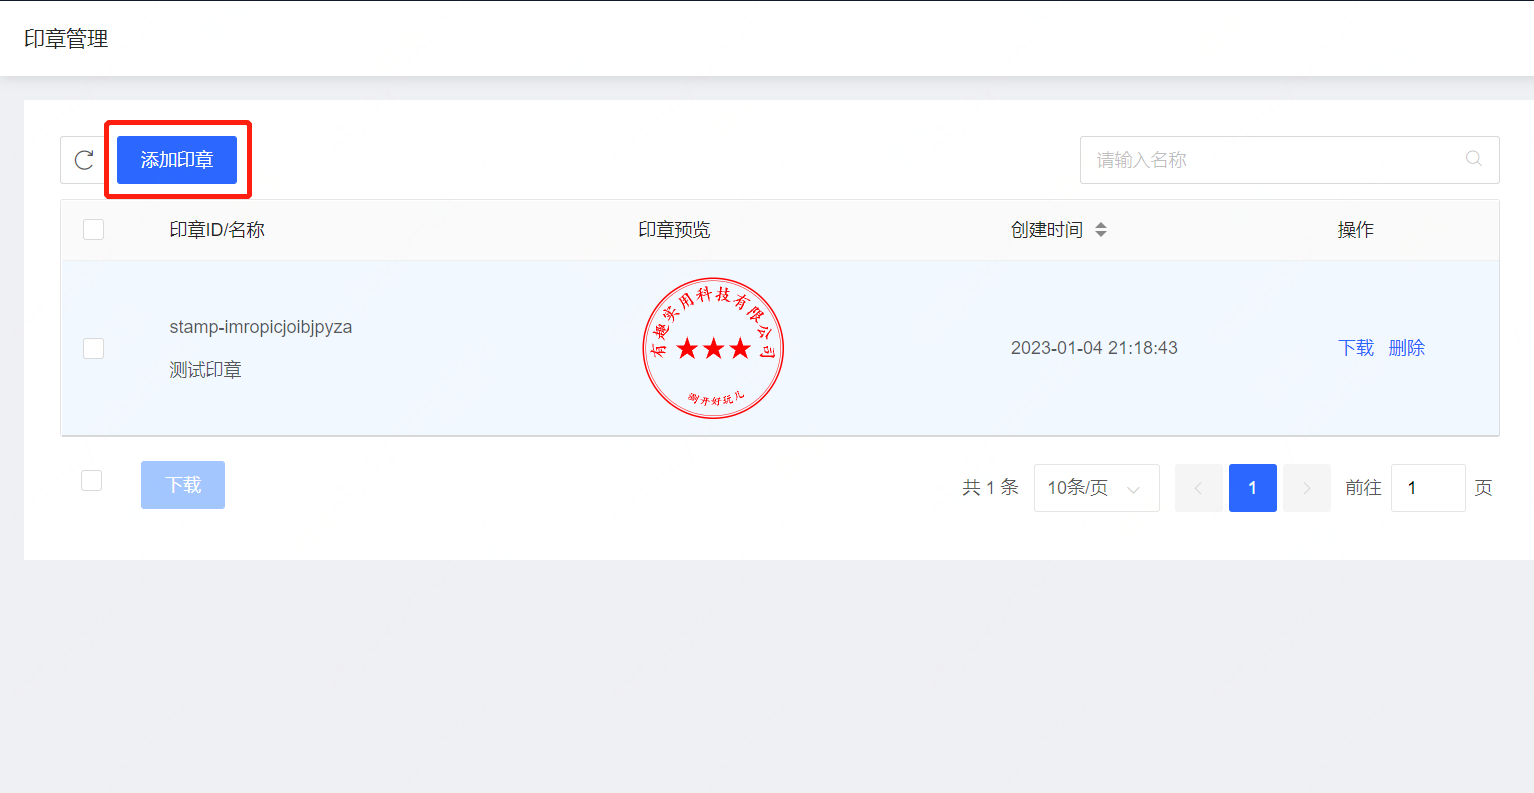 印章管理
添加印章
请输入名称
印章ID/名称 印章预览 创建时间 操作
有趣实用科技有限公司
测开好玩儿
stamp-imropicjoibjpyza
测试印章
2023-01-04 21:18:43 下载 删除
下载 共 1 条 10条/页 1 前往 1 页